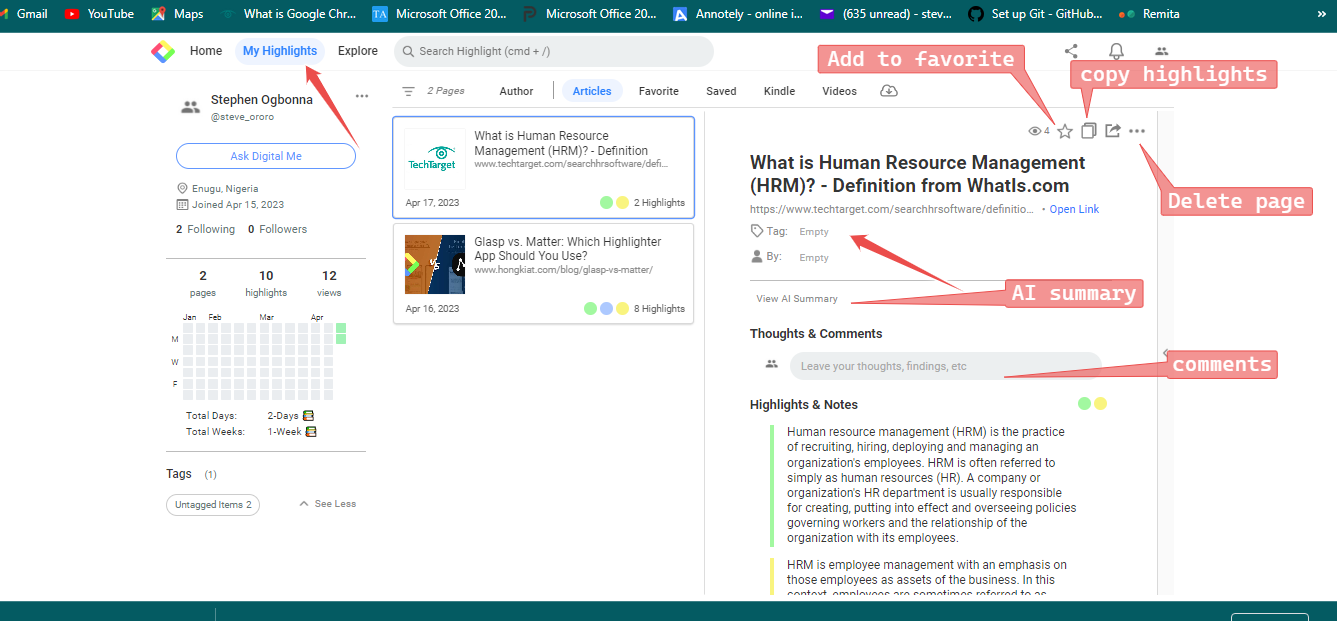 Gmail
YouTube
Maps
What is Google Chr...
TA
Microsoft Office 20...
Microsoft Office 20...
Annotely - online i...
(635 unread) - stev...
Set up Git - GitHub...
Remita
»
Home
My Highlights
Explore
Search Highlight (cmd + /)
Add to favorite
copy highlights
Stephen Ogbonna
@steve_ororo
Ask Digital Me
Enugu, Nigeria
Joined Apr 15, 2023
2 Following 0 Followers
2 10 12
pages highlights views
Jan Feb Mar Apr
M
W
F
Total Days: 2-Days
Total Weeks: 1-Week
Tags (1)
Untagged Items 2
See Less
2 Pages
Author
Articles
Favorite
Saved
Kindle
Videos
What is Human Resource
Management (HRM)? - Definition
www.techtarget.com/searchhrsoftware/defi...
TechTarget
Apr 17, 2023
2 Highlights
Glasp vs. Matter: Which Highlighter
App Should You Use?
www.hongkiat.com/blog/glasp-vs-matter/
VS
Apr 16, 2023
8 Highlights
4
What is Human Resource Management
(HRM)? - Definition from WhatIs.com
Delete page
https://www.techtarget.com/searchhrsoftware/definitio... • Open Link
Tag: Empty
By: Empty
AI summary
View AI Summary
Thoughts & Comments
Leave your thoughts, findings, etc
comments
Highlights & Notes
Human resource management (HRM) is the practice
of recruiting, hiring, deploying and managing an
organization's employees. HRM is often referred to
simply as human resources (HR). A company or
organization's HR department is usually responsible
for creating, putting into effect and overseeing policies
governing workers and the relationship of the
organization with its employees.
HRM is employee management with an emphasis on
those employees as assets of the business. In this
context, employees are sometimes referred to as